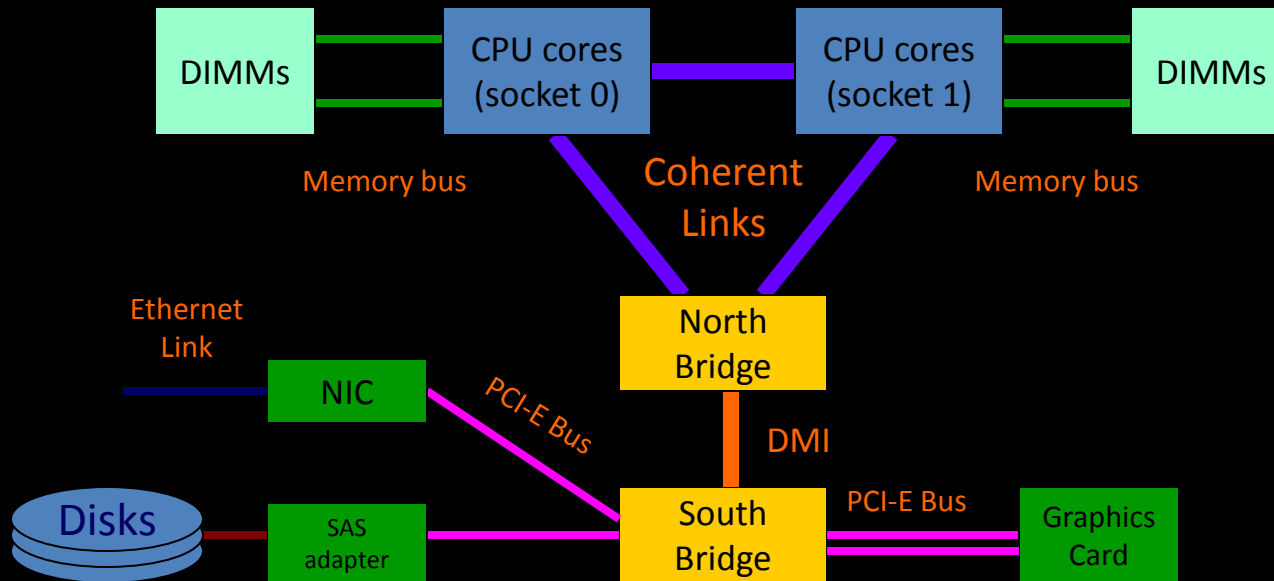 DIMMs
CPU cores
(socket 0)
CPU cores
(socket 1)
DIMMs
Memory bus
Coherent
Links
Memory bus
Ethernet
Link
North
Bridge
NIC
PCI-E Bus
DMI
Disks
SAS
adapter
South
Bridge
PCI-E Bus
Graphics
Card